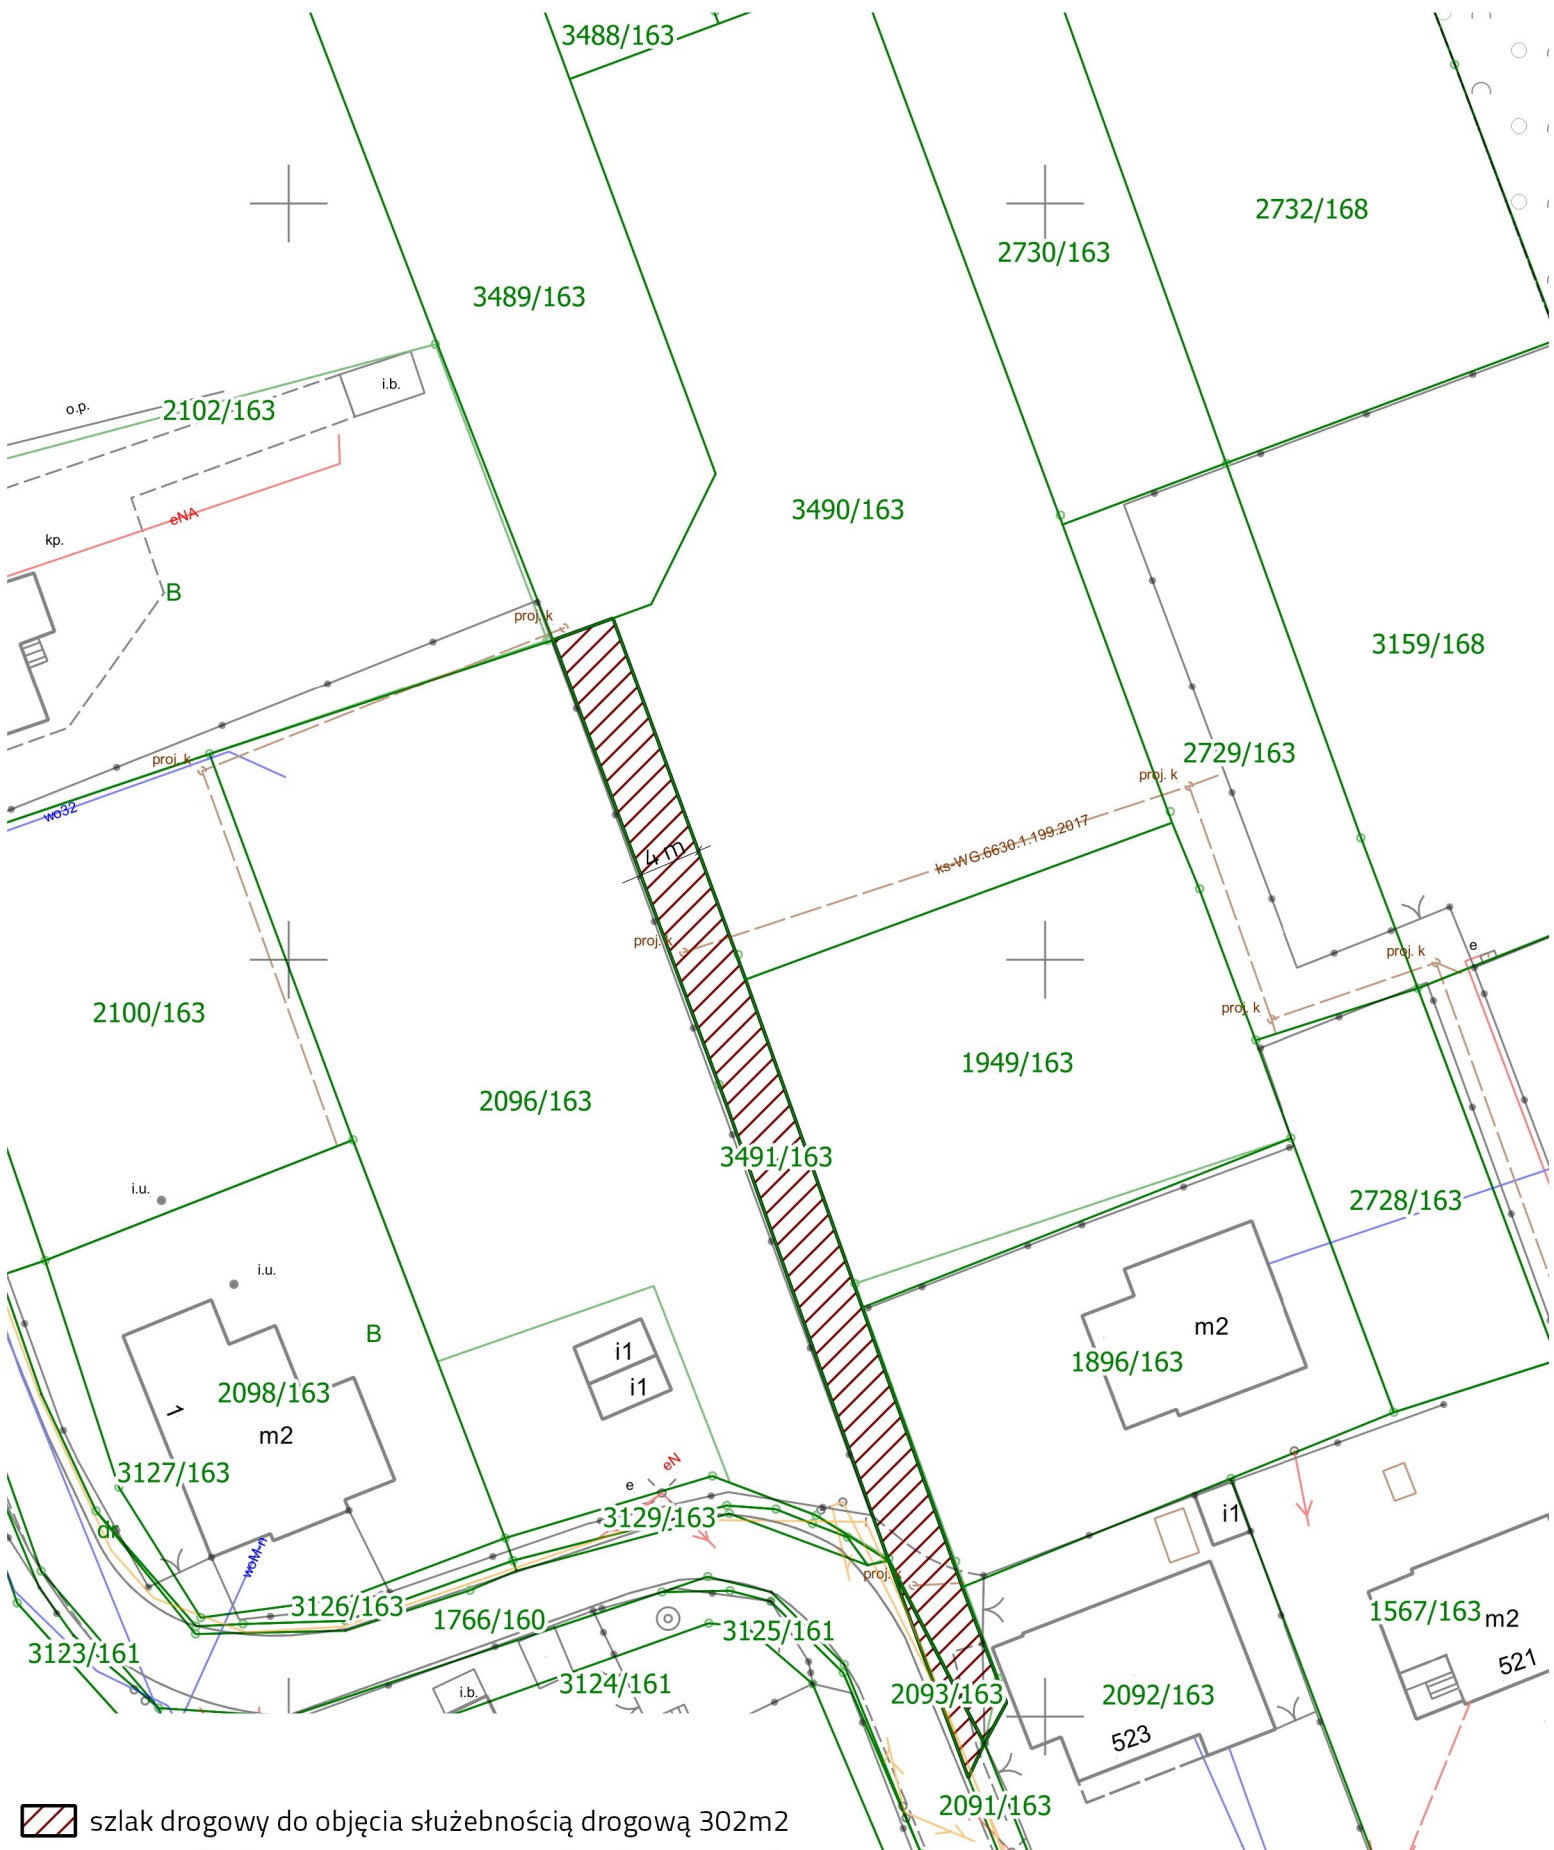 3488/163
2732/168
2730/163
3489/163
i.b.
o.p.
2102/163
3490/163
eNA
kp.
B
proj. k
3159/168
2729/163
proj. k
proj. k
wo32
ks-WG.6630.1.199.2017
4 m
proj. k
e
proj. k
2100/163
proj. k
1949/163
2096/163
3491/163
i.u.
2728/163
i.u.
m2
B
i1
1896/163
i1
2098/163
1
m2
eN
3127/163
e
i1
3129/163
dr
woM-n
proj. k
3126/163
1766/160
1567/163
m2
3125/161
3123/161
521
3124/161
i.b.
2093/163
2092/163
523
2091/163
szlak drogowy do objęcia służebnością drogową 302m2